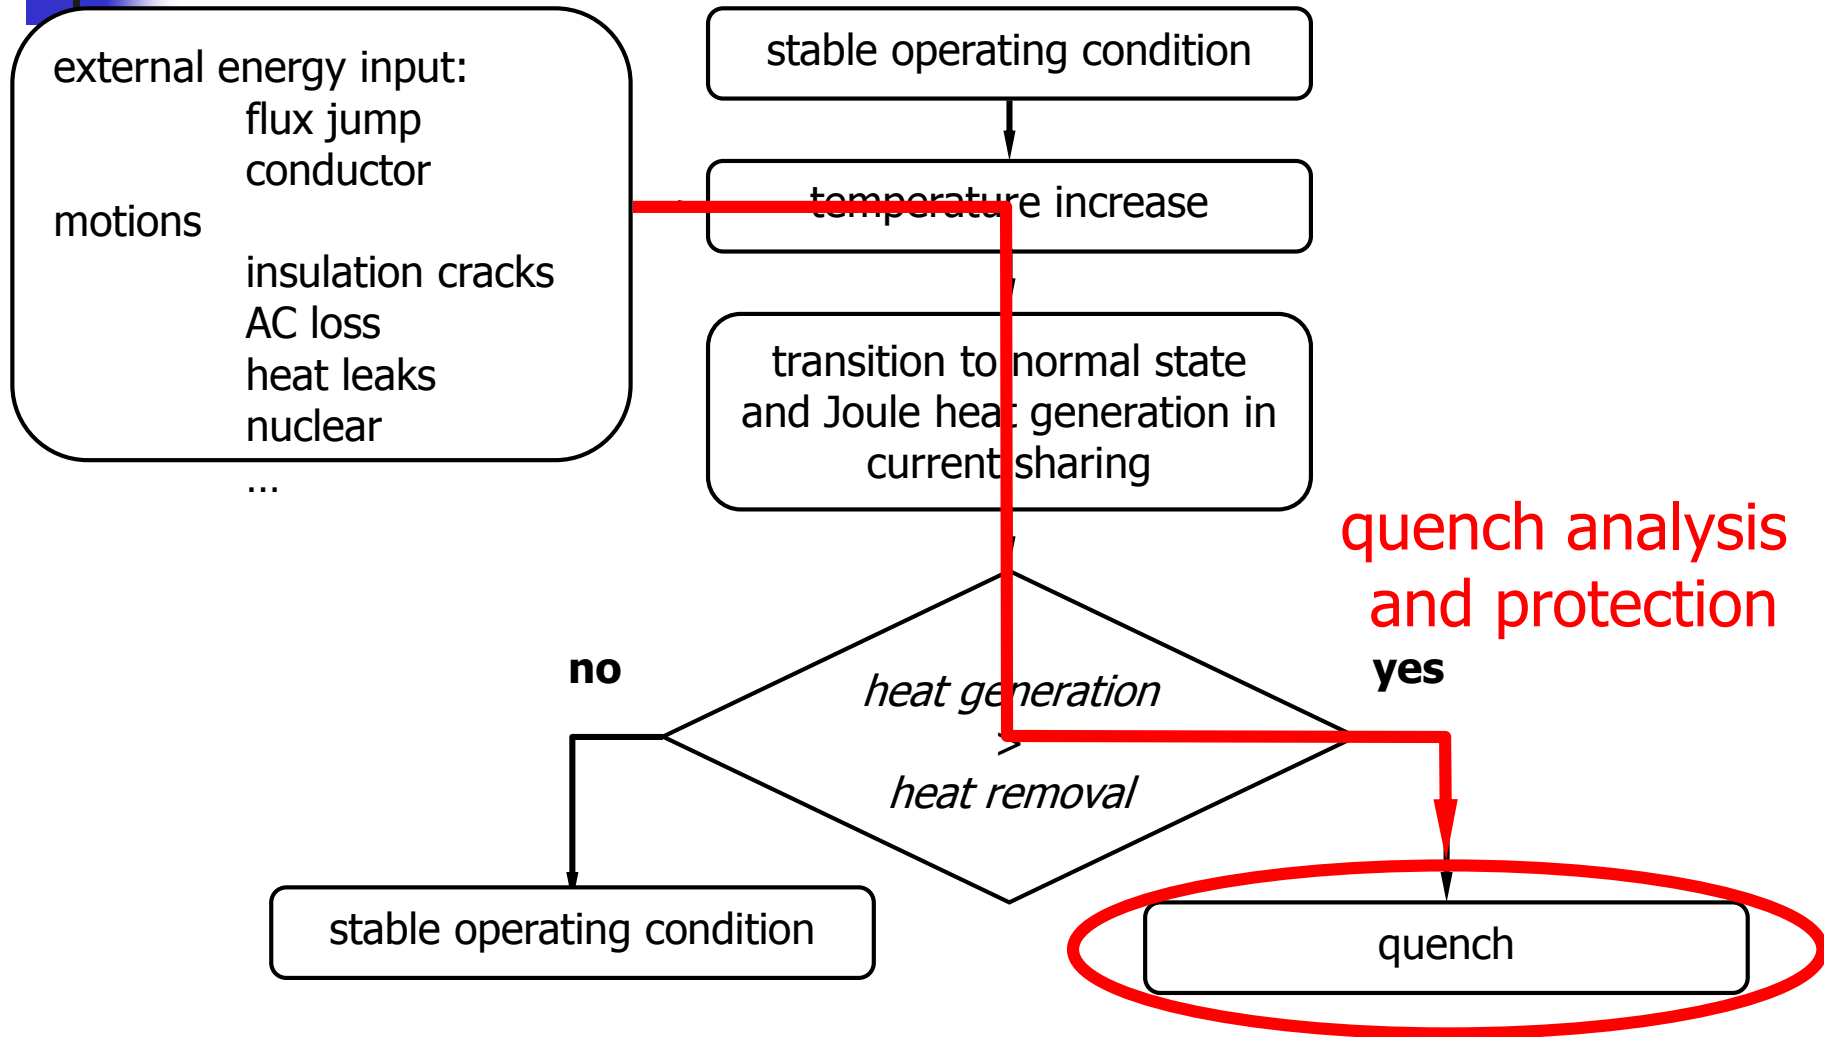 external energy input:
flux jump
conductor
motions
insulation cracks
AC loss
heat leaks
nuclear
…
stable operating condition
temperature increase
transition to normal state
and Joule heat generation in
current sharing
quench analysis
and protection
no
yes
heat generation
>
heat removal
stable operating condition
quench